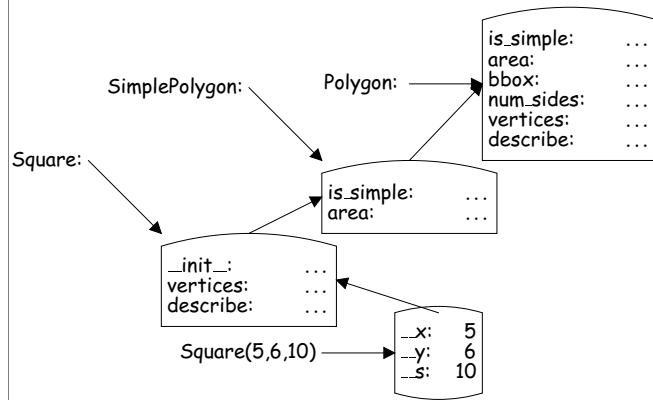 is_simple: ...
area: ...
bbox: ...
num_sides: ...
vertices: ...
describe: ...
Polygon:
SimplePolygon:
is_simple: ...
area: ...
Square:
__init__: ...
vertices: ...
describe: ...
Square(5,6,10)
__x: 5
__y: 6
__s: 10